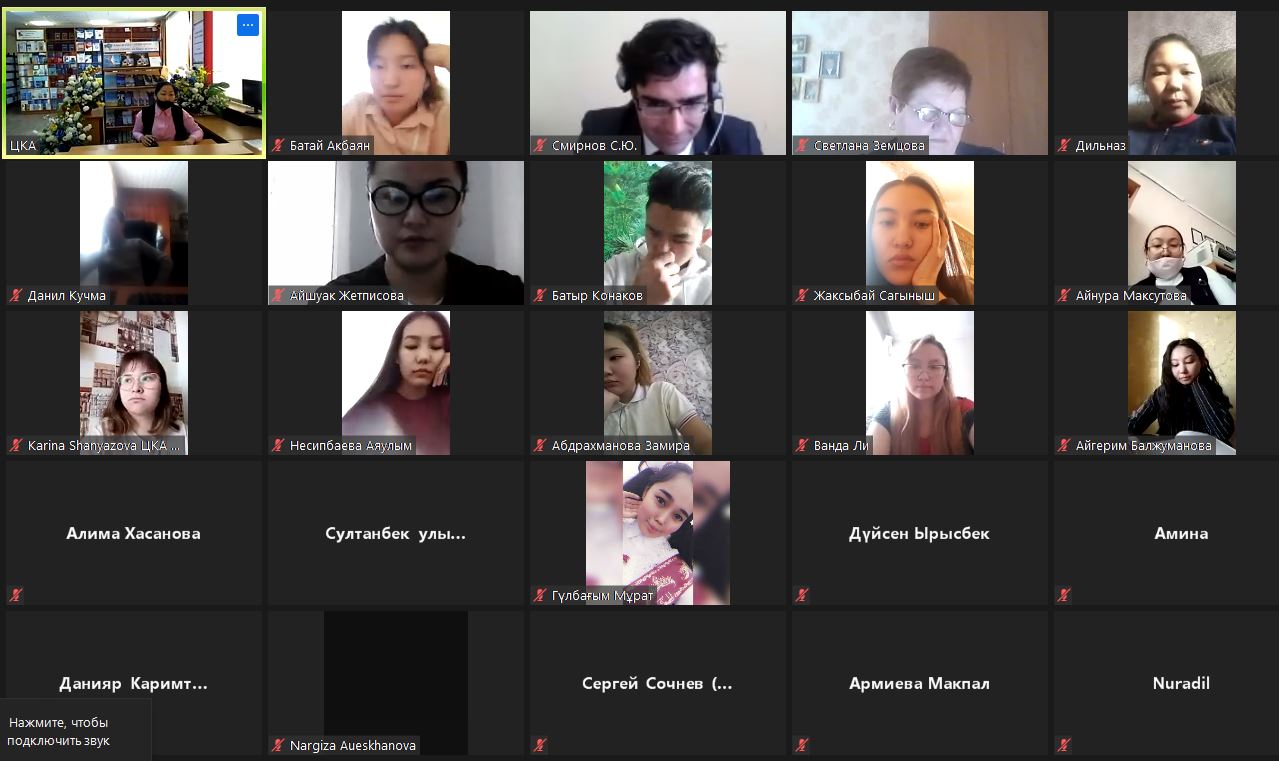 ЦКА
Батай Акбаян
Смирнов С.Ю.
Светлана Земцова
Дильназ
Данил Кучма
Айшуак Жетписова
Батыр Конаков
Жаксыбай Сагыныш
Айнура Максутова
Karina Shanyazova ЦКА ...
Несипбаева Аяулым
Абдрахманова Замира
Ванда Ли
Айгерим Балжуманова
Алима Хасанова
Султанбек улы...
Гүлбағым Мұрат
Дүйсен Ырысбек
Амина
Данияр Каримт...
Nargiza Aueskhanova
Сергей Сочнев (...
Армиева Макпал
Nuradil
Нажмите, чтобы
подключить звук